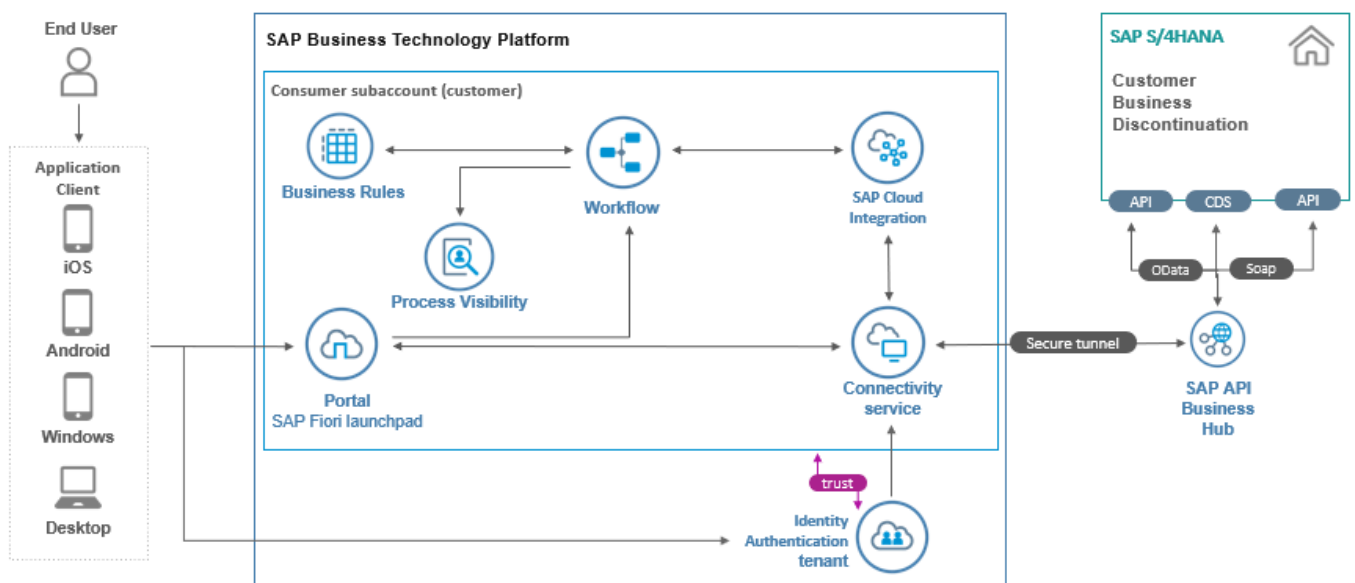 End User
Application
Client
iOS
Android
Windows
Desktop
SAP Business Technology Platform
Consumer subaccount (customer)
Business Rules
Workflow
SAP Cloud
Integration
Process Visibility
Portal
SAP Fiori launchpad
Connectivity
service
trust
Identity
Authentication
tenant
Secure tunnel
SAP S/4HANA
Customer
Business
Discontinuation
API
CDS
API
OData
Soap
SAP API
Business
Hub